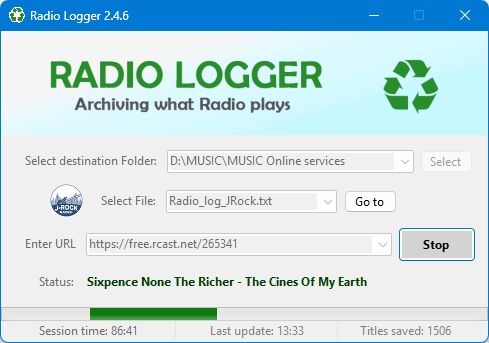 Radio Logger 2.4.6
RADIO LOGGER
Archiving what Radio plays
Select destination Folder: D:\MUSIC\MUSIC Online services Select
J-ROCK
RADIO
Select File: Radio_log_JRock.txt Go to
Enter URL https://free.rcast.net/265341 Stop
Status: Sixpence None The Richer - The Cines Of My Earth
Session time: 86:41 Last update: 13:33 Titles saved: 1506